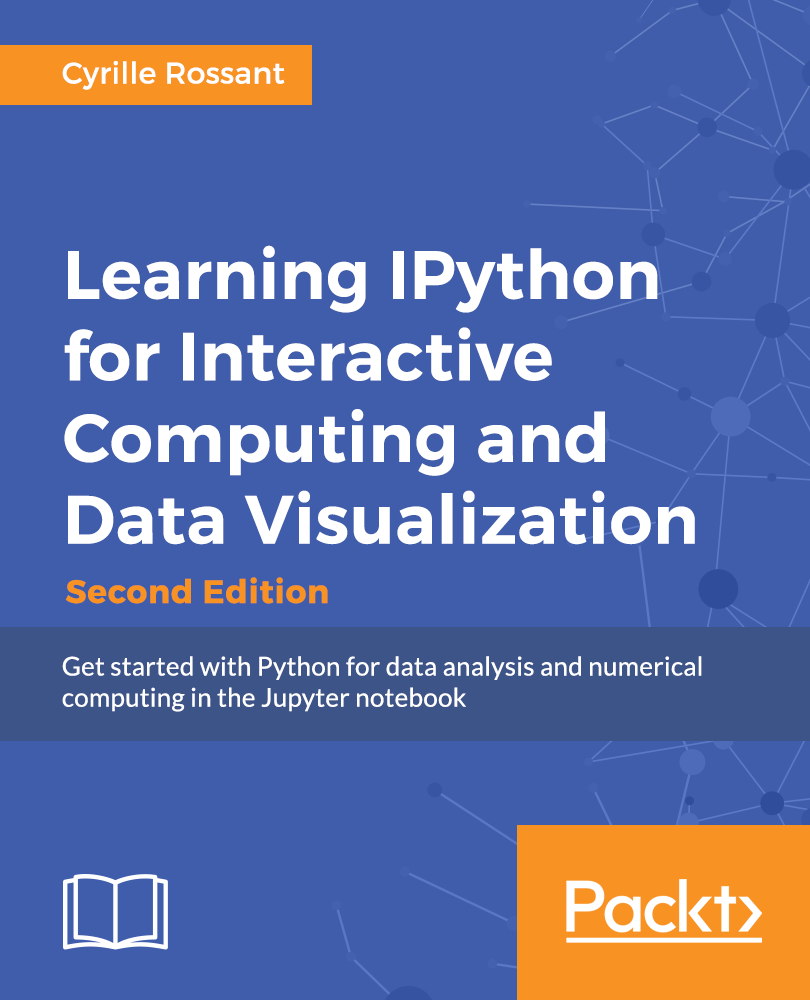 Cyrille Rossant
Learning IPython
for Interactive
Computing and
Data Visualization
Second Edition
Get started with Python for data analysis and numerical
computing in the Jupyter notebook
Packt>